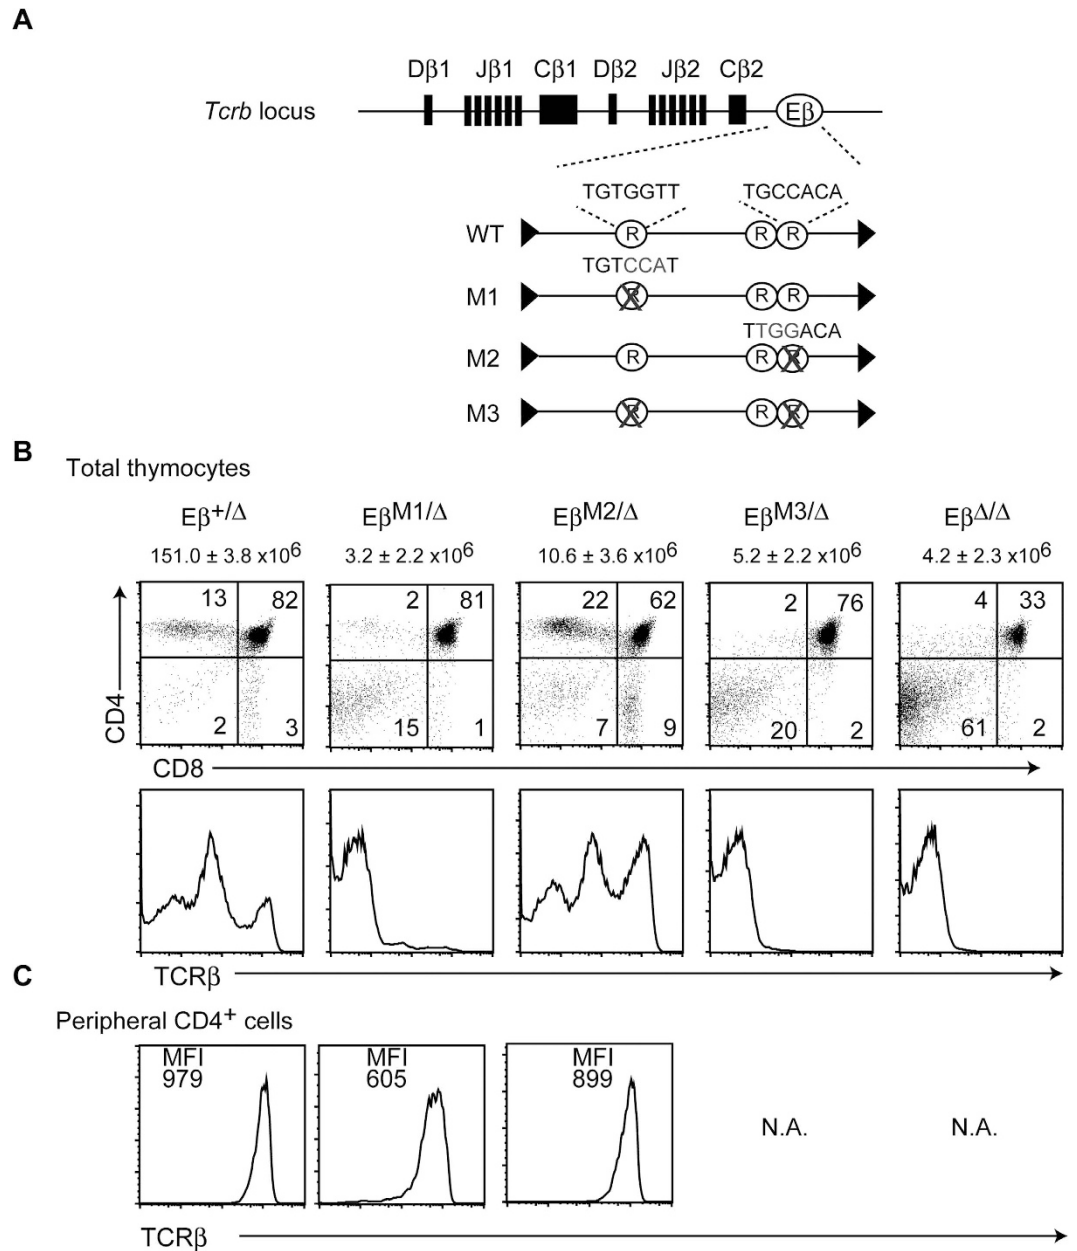 A
Dβ1 Jβ1 Cβ1 Dβ2 Jβ2 Cβ2
Tcrb locus
Eβ
TGTGGTT TGCCACA
WT R R R
TGTCCAT
M1 R R R
TTGGACA
M2 R R R
M3 R R R
B
Total thymocytes
Eβ+/Δ EβM1/Δ EβM2/Δ EβM3/Δ EβΔ/Δ
151.0 ± 3.8 x10⁶ 3.2 ± 2.2 x10⁶ 10.6 ± 3.6 x10⁶ 5.2 ± 2.2 x10⁶ 4.2 ± 2.3 x10⁶
13 82 2 81 22 62 2 76 4 33
CD4
2 3 15 1 7 9 20 2 61 2
CD8
TCRβ
C
Peripheral CD4⁺ cells
MFI MFI MFI
979 605 899
N.A. N.A.
TCRβ